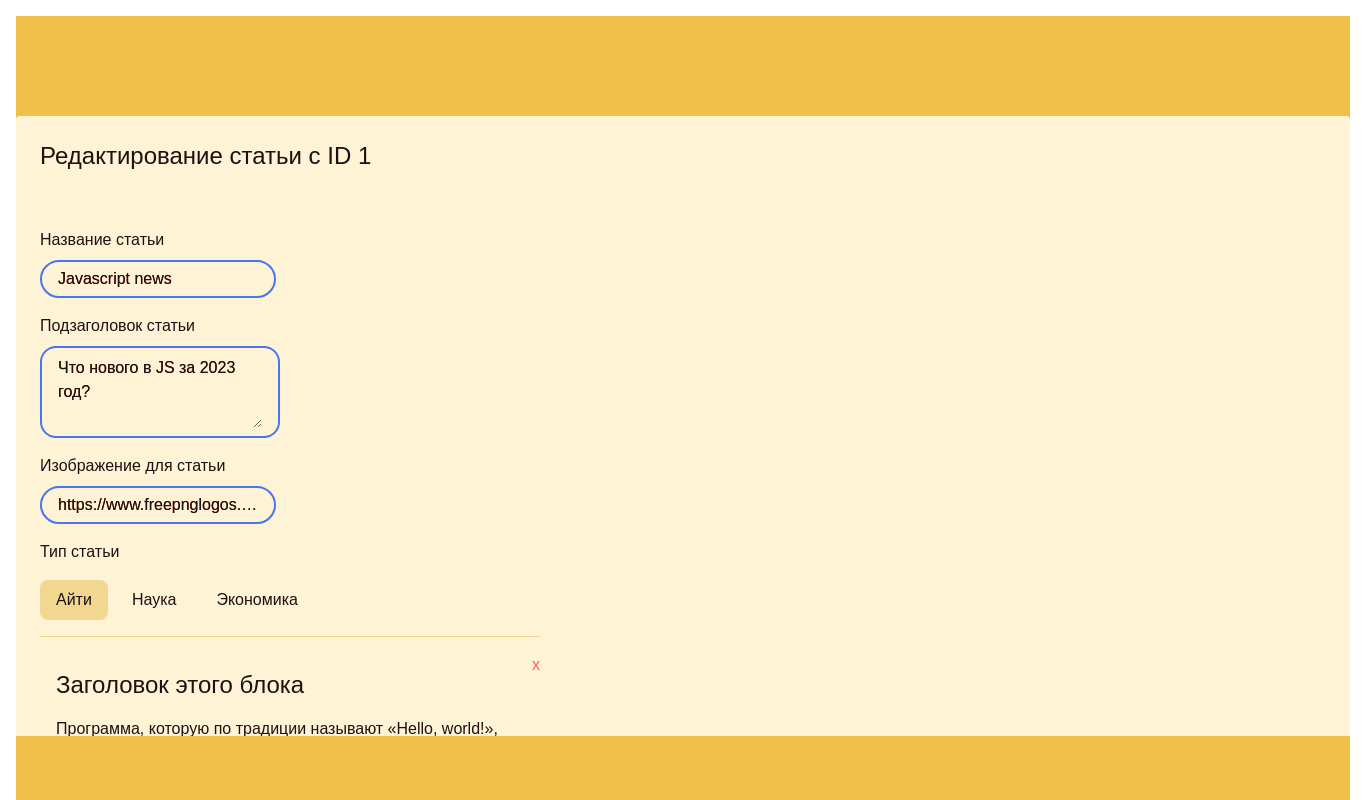 Редактирование статьи с ID 1
Название статьи
Javascript news
Подзаголовок статьи
Что нового в JS за 2023
год?
Изображение для статьи
https://www.freepnglogos.…
Тип статьи
Айти Наука Экономика
x
Заголовок этого блока
Программа, которую по традиции называют «Hello, world!»,